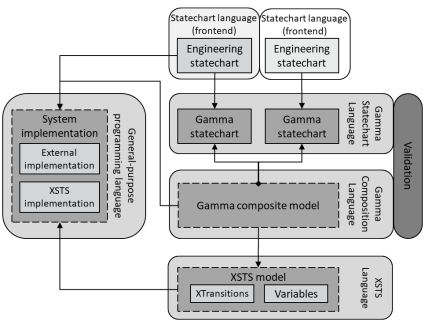 Statechart language
(frontend)
Engineering
statechart
Statechart language
(frontend)
Engineering
statechart
System
implementation
External
implementation
XSTS
implementation
General-purpose
programming language
Gamma
statechart
Gamma
statechart
Gamma
Statechart
Language
Gamma composite model
Gamma
Composition
Language
Validation
XSTS model
XTransitions
Variables
XSTS
Language